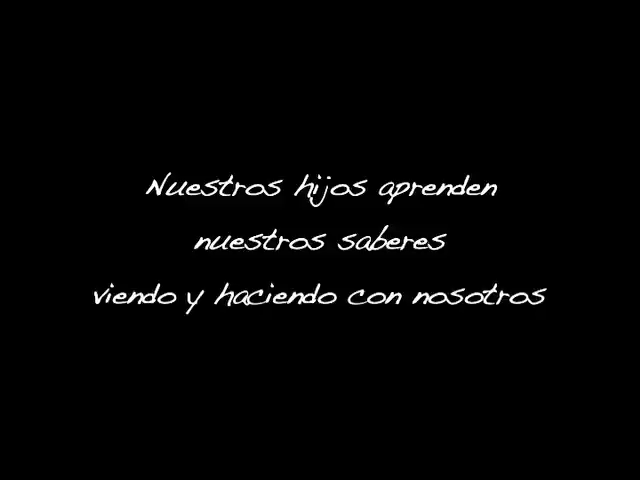 Nuestros hijos aprenden
nuestros saberes
viendo y haciendo con nosotros